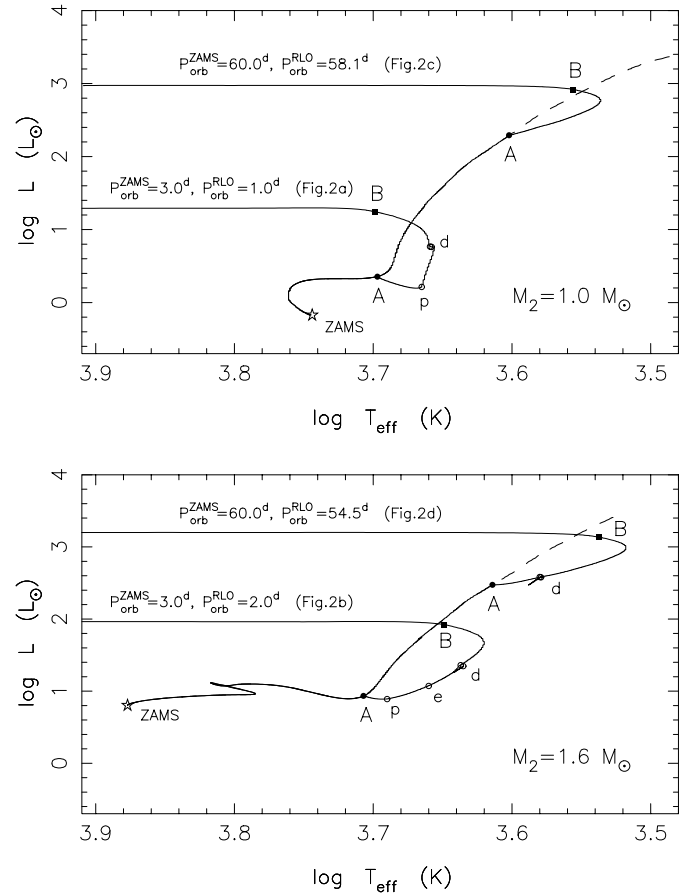 4
P_orb^ZAMS=60.0^d, P_orb^RLO=58.1^d (Fig.2c)
B
3
A
2
P_orb^ZAMS=3.0^d, P_orb^RLO=1.0^d (Fig.2a)
B
1
d
A
p
0
ZAMS
M₂=1.0 M☉
log L (L☉)
3.9 3.8 3.7 3.6 3.5
log T_eff (K)
4
P_orb^ZAMS=60.0^d, P_orb^RLO=54.5^d (Fig.2d)
B
3
A
d
2
P_orb^ZAMS=3.0^d, P_orb^RLO=2.0^d (Fig.2b)
B
d
1
A
p
e
ZAMS
0
M₂=1.6 M☉
log L (L☉)
3.9 3.8 3.7 3.6 3.5
log T_eff (K)